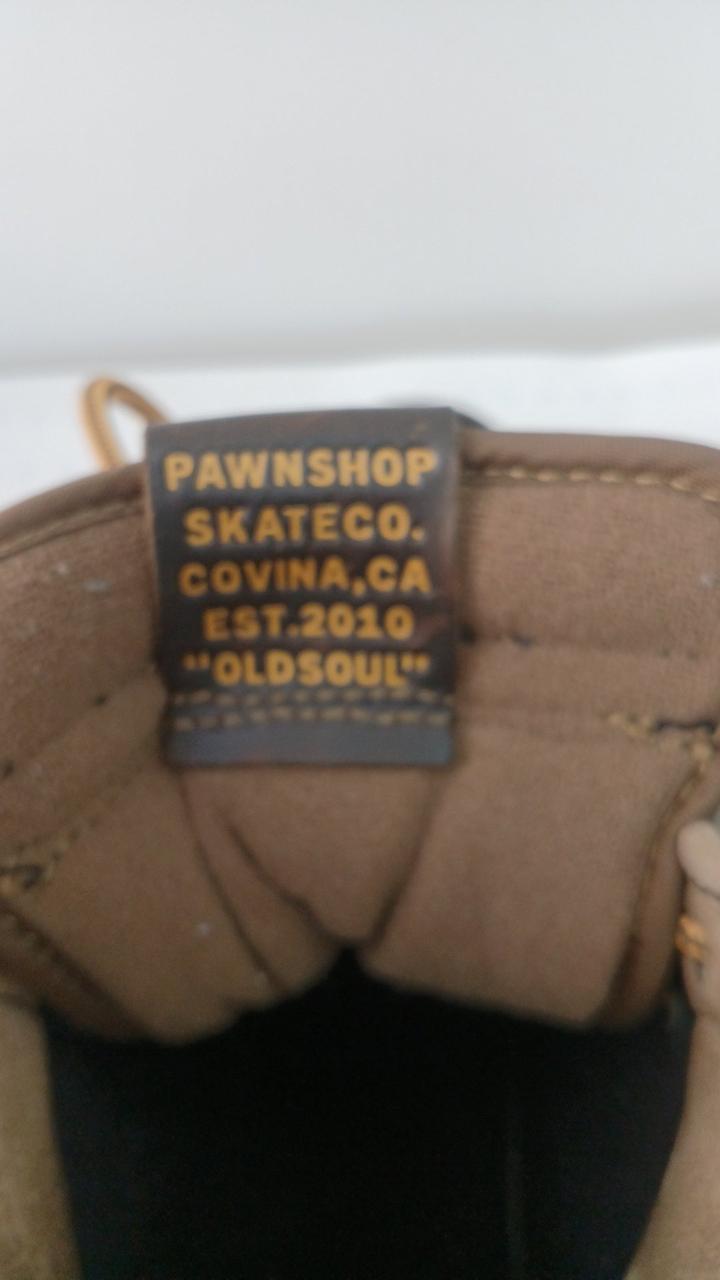 PAWNSHOP
SKATECO.
COVINA,CA
EST.2010
"OLDSOUL"